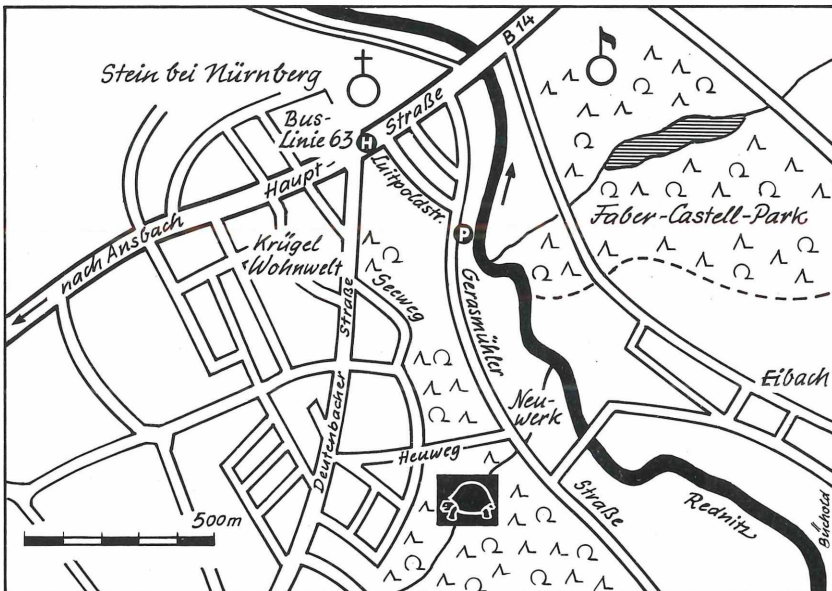 B 14
Stein bei Nürnberg
Bus-
Linie 63
H
Haupt-
Straße
Luitpoldstr.
nach Ansbach
Krügel
Wohnwelt
Seeweg
P
Gerasmühler
Straße
Faber-Castell-Park
Deutenbacher
Straße
Neu-
werk
Eibach
Heuweg
Rednitz
500m
Büchold